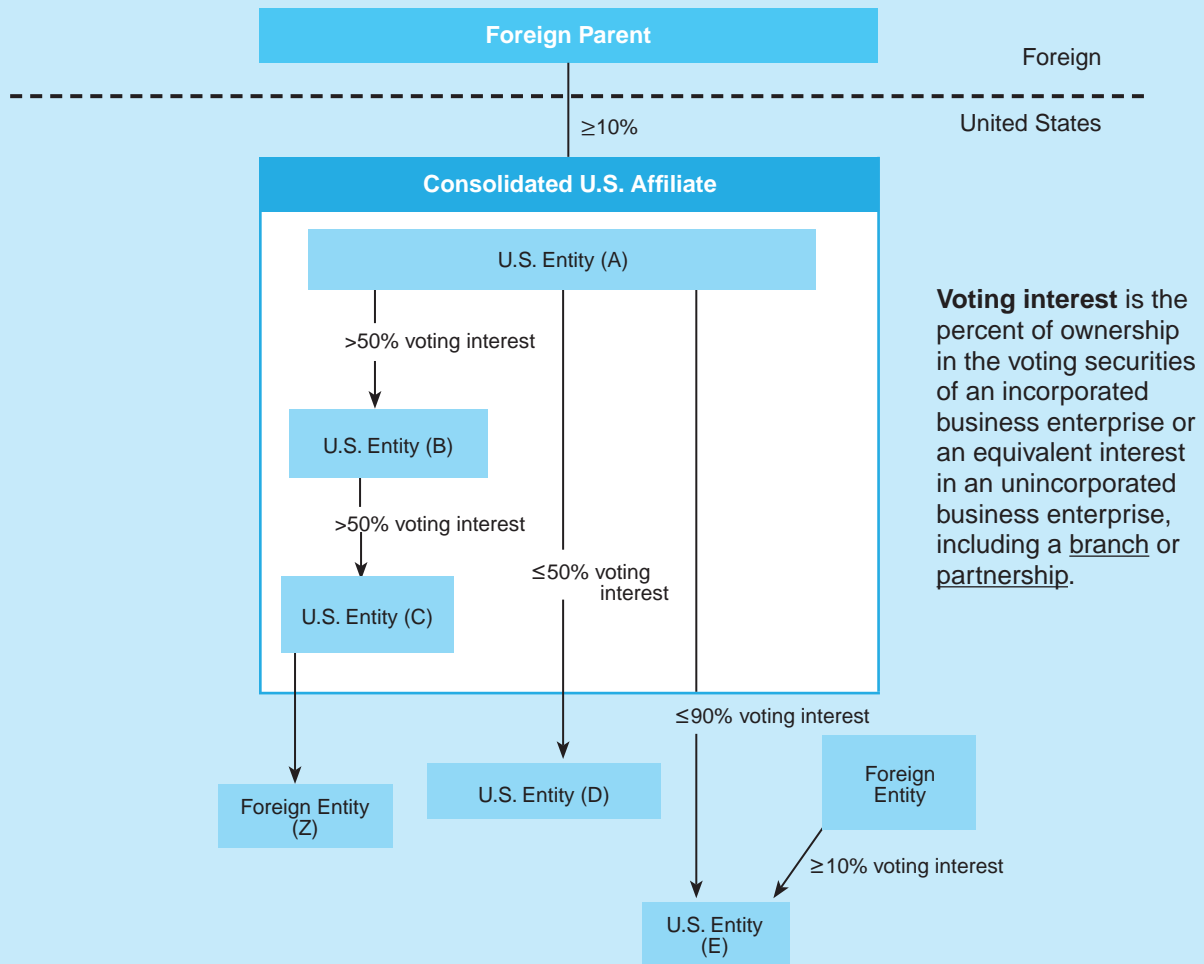 Foreign Parent
Foreign
United States
≥10%
Consolidated U.S. Affiliate
U.S. Entity (A)
>50% voting interest
U.S. Entity (B)
>50% voting interest
U.S. Entity (C)
≤50% voting
interest
Voting interest is the
percent of ownership
in the voting securities
of an incorporated
business enterprise or
an equivalent interest
in an unincorporated
business enterprise,
including a branch or
partnership.
≤90% voting interest
Foreign Entity
(Z)
U.S. Entity (D)
Foreign
Entity
≥10% voting interest
U.S. Entity
(E)